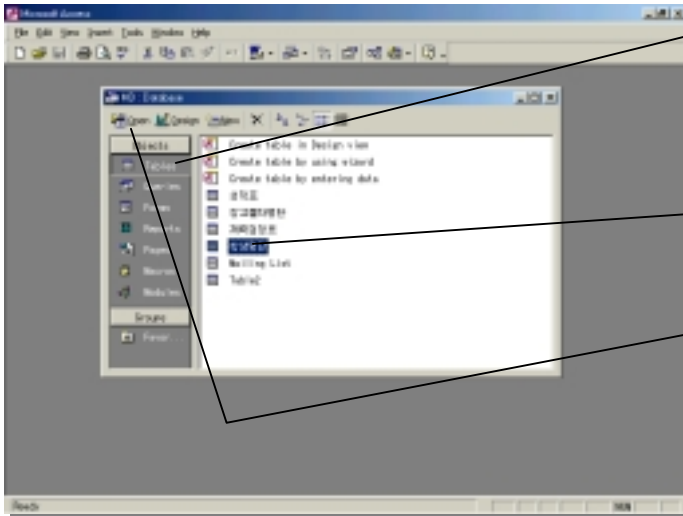 Microsoft Access
File Edit View Insert Tools Window Help
Database
Open Design New
Objects
Tables
Queries
Forms
Reports
Pages
Macros
Modules
Groups
Favor...
Create table in Design view
Create table by using wizard
Create table by entering data
Mailing List
Table2
Ready
NUM